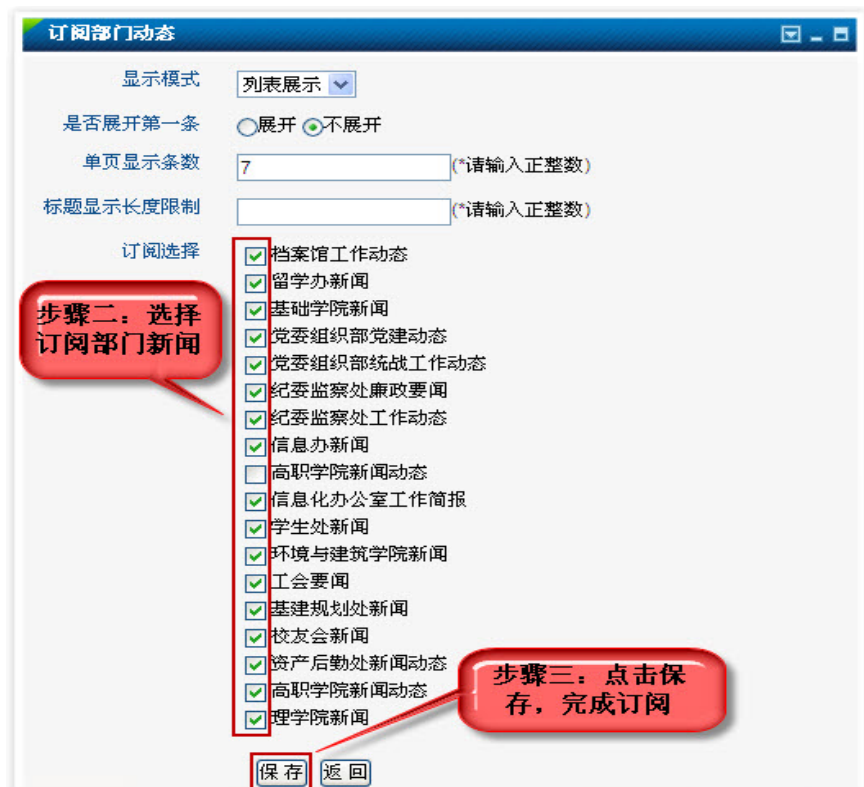 订阅部门动态
显示模式 列表展示
是否展开第一条 展开 不展开
单页显示条数 7 (*请输入正整数)
标题显示长度限制 (*请输入正整数)
订阅选择 档案馆工作动态
留学办新闻
基础学院新闻
党委组织部党建动态
党委组织部统战工作动态
纪委监察处廉政要闻
纪委监察处工作动态
信息办新闻
高职学院新闻动态
信息化办公室工作简报
学生处新闻
环境与建筑学院新闻
工会要闻
基建规划处新闻
校友会新闻
资产后勤处新闻动态
高职学院新闻动态
理学院新闻
步骤二：选择
订阅部门新闻
步骤三：点击保
存，完成订阅
保存 返回